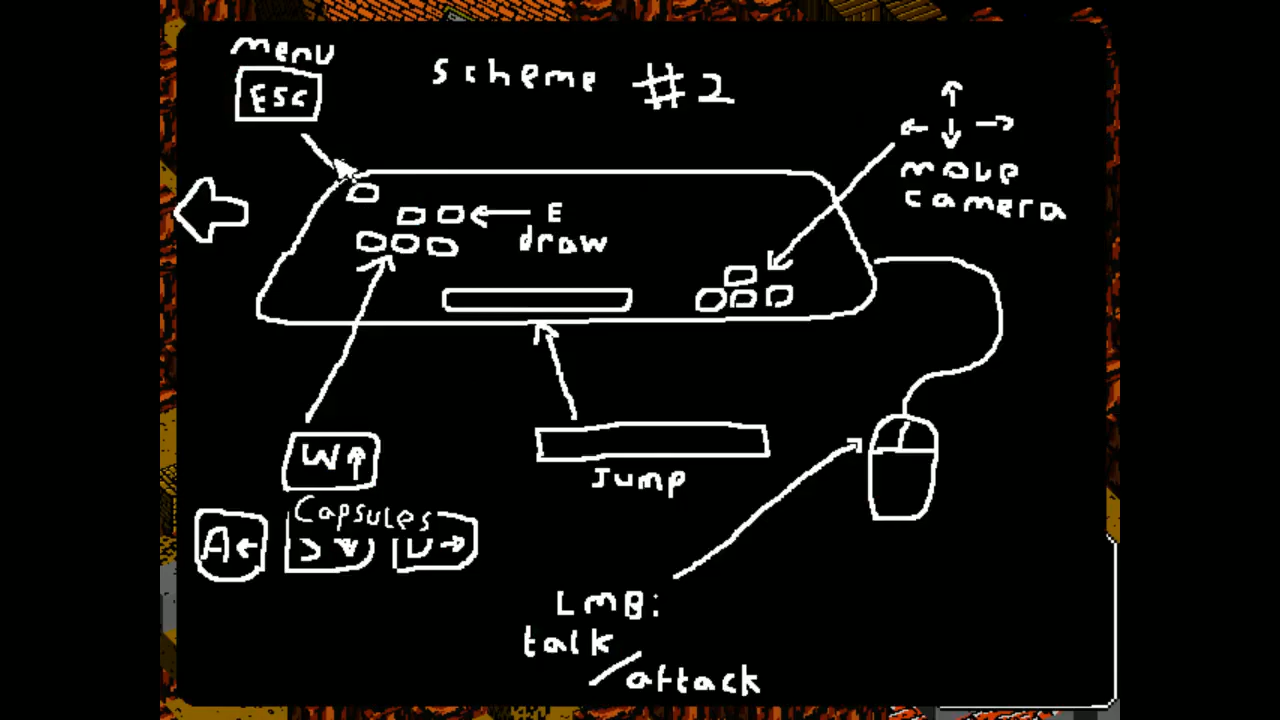 menu
Scheme #2
ESC
move
camera
E
draw
W↑
Jump
Capsules
A←
LMB:
talk
/attack